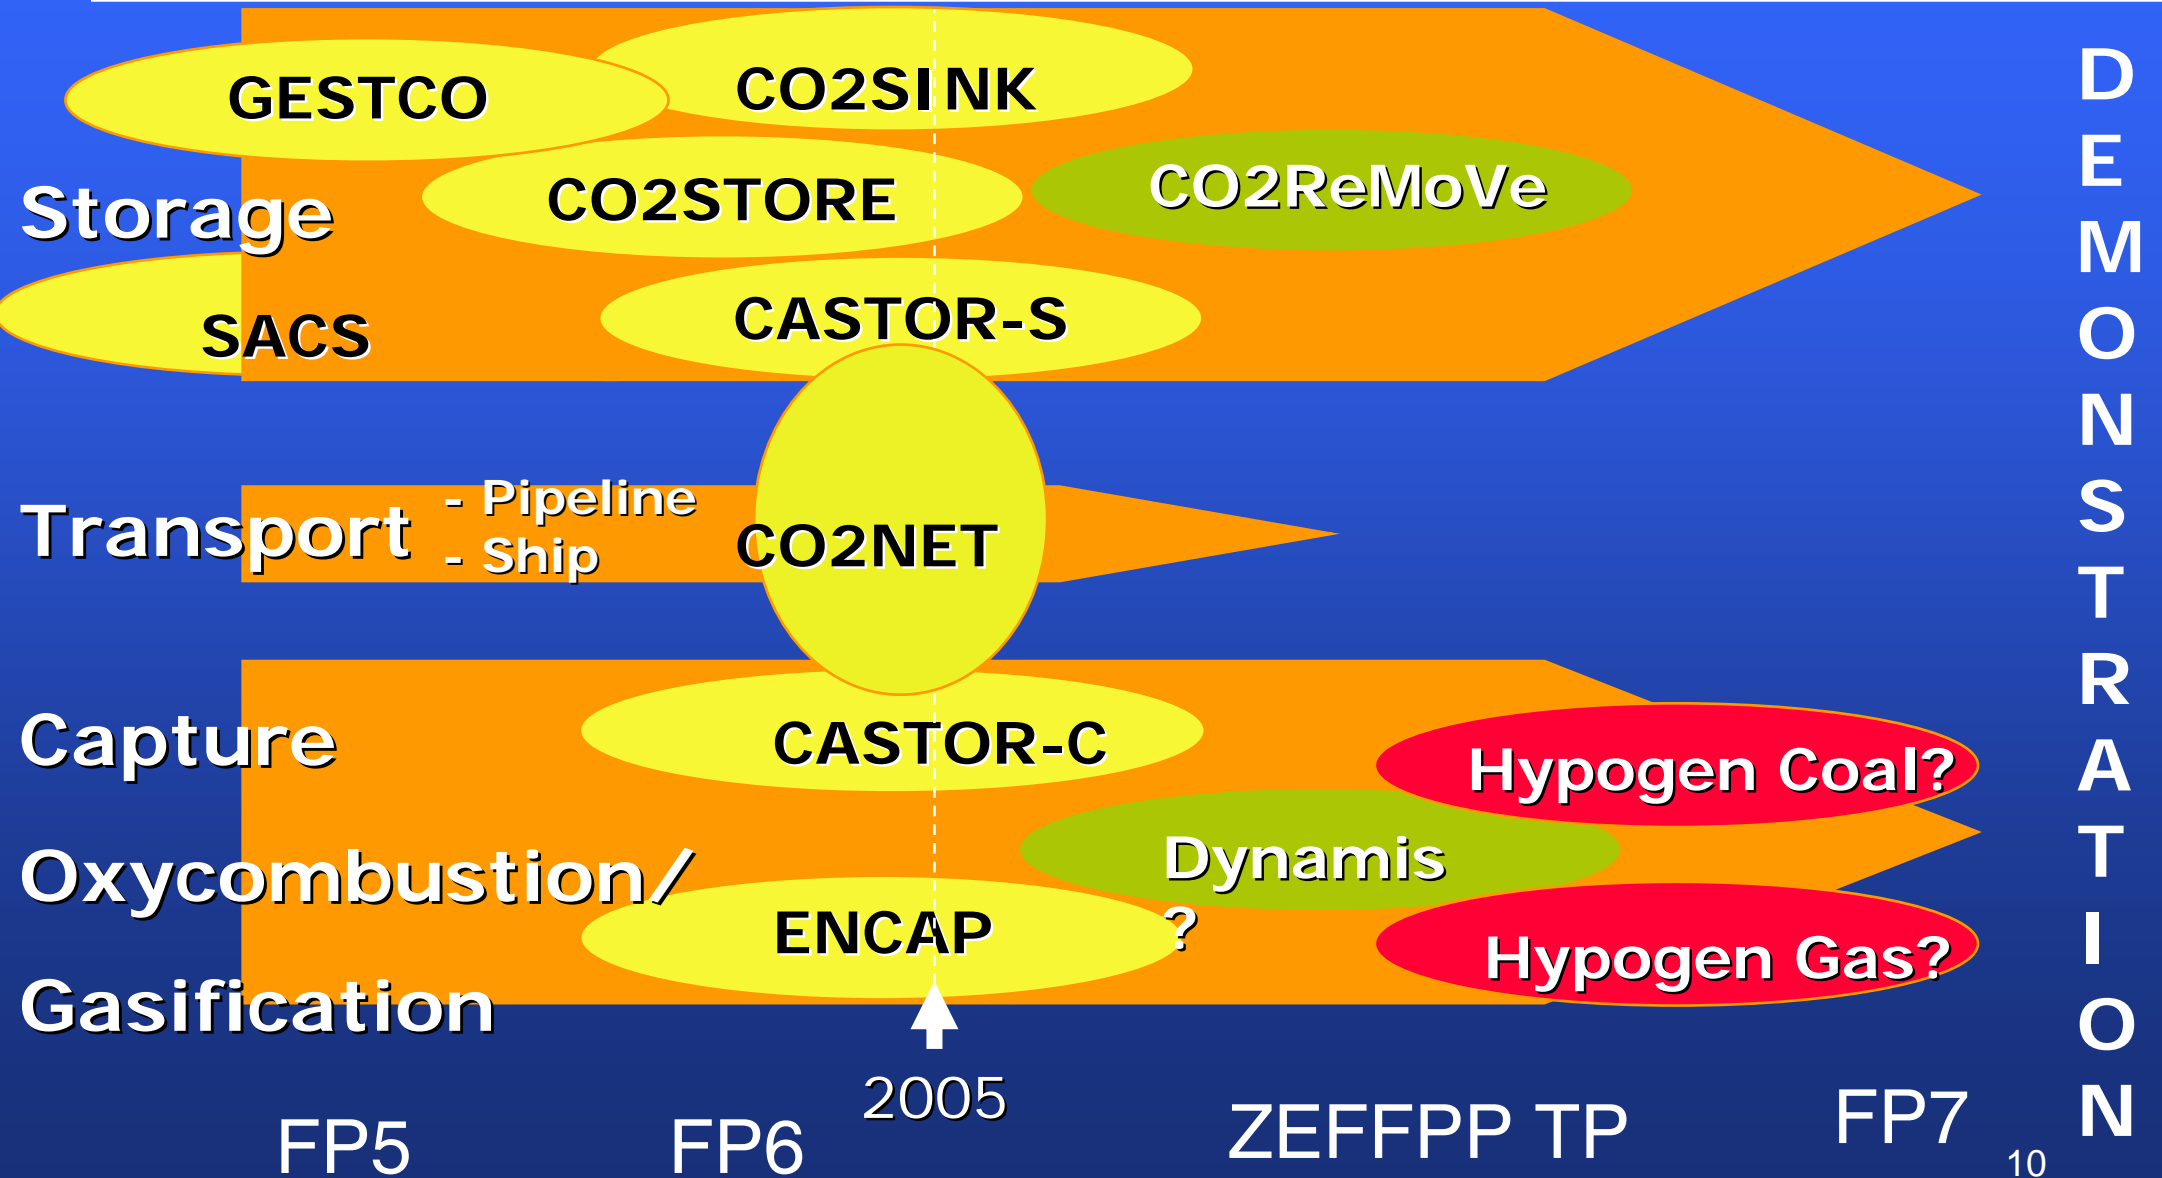 GESTCO
CO2SINK
Storage
CO2STORE
CO2ReMoVe
SACS
CASTOR-S
Transport
- Pipeline
- Ship
CO2NET
Capture
CASTOR-C
Hypogen Coal?
Oxycombustion/
Dynamis
?
ENCAP
Hypogen Gas?
Gasification
2005
FP5
FP6
ZEFFPP TP
FP7
10
D
E
M
O
N
S
T
R
A
T
I
O
N